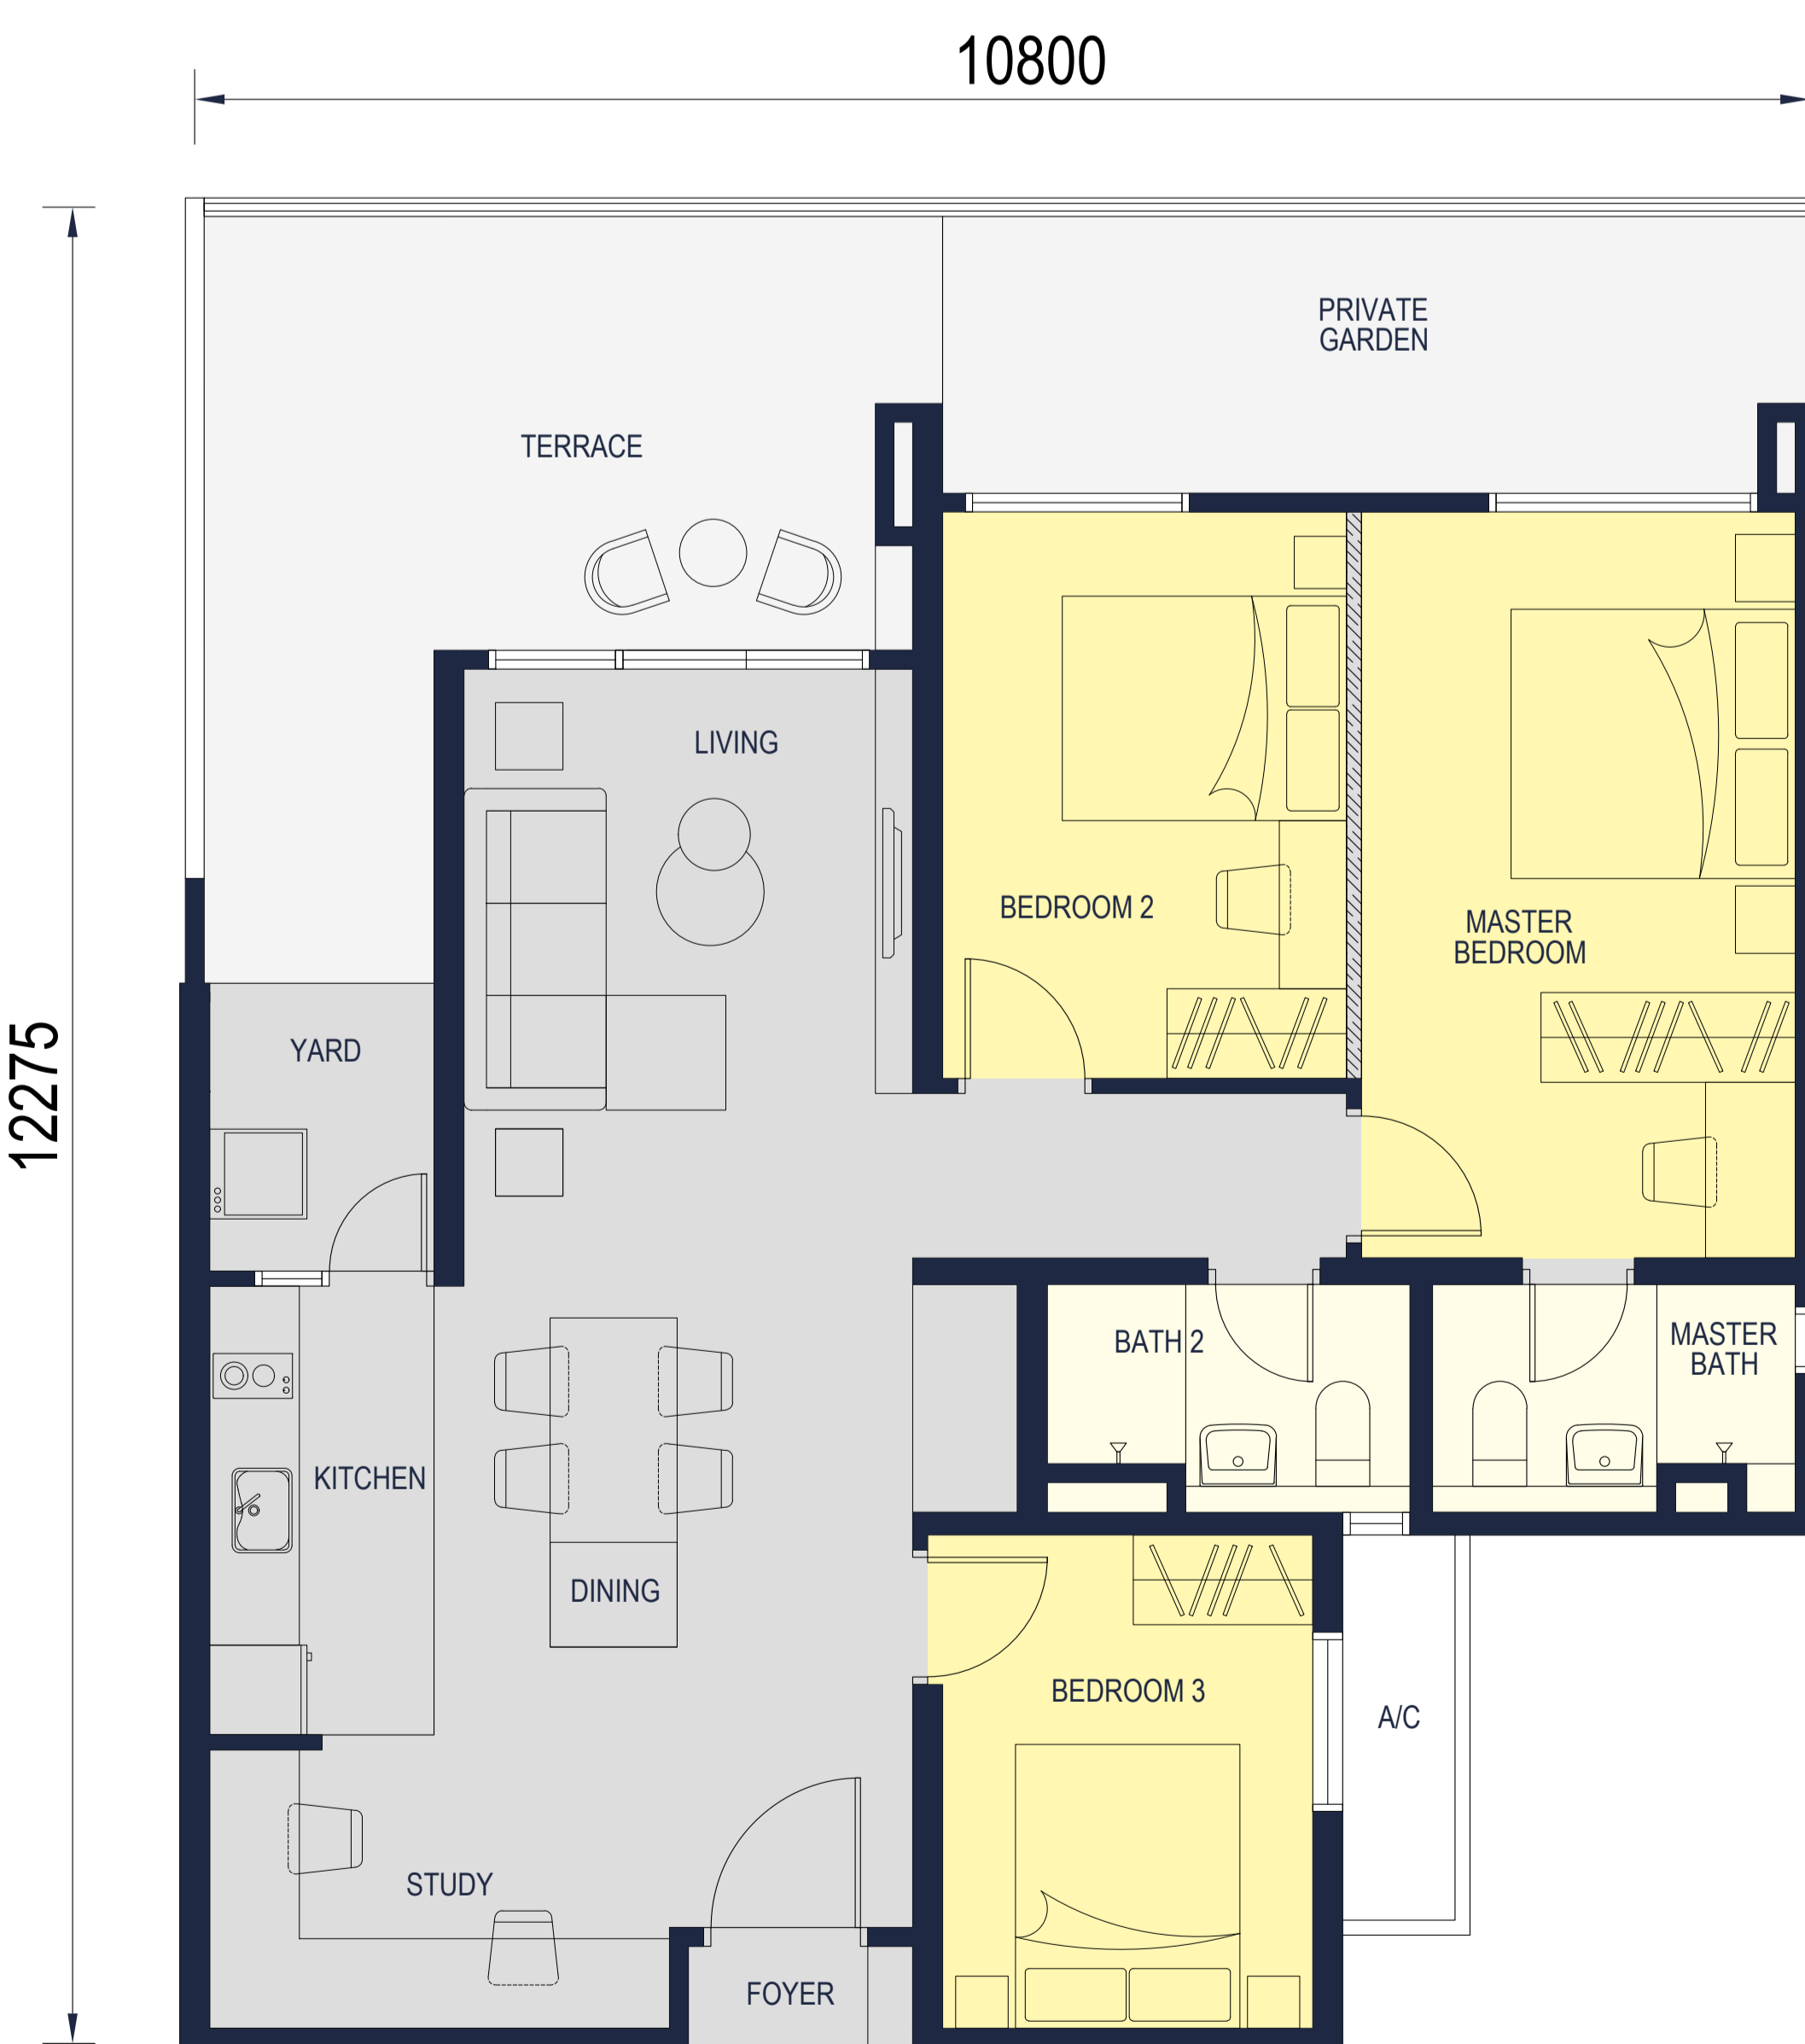 10800
PRIVATE
GARDEN
TERRACE
LIVING
BEDROOM 2
MASTER
BEDROOM
12275
YARD
BATH 2
MASTER
BATH
KITCHEN
DINING
BEDROOM 3
A/C
STUDY
FOYER